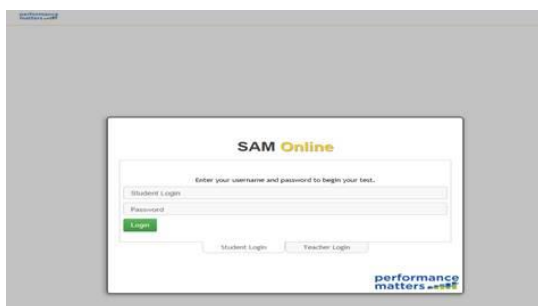 performance
matters
SAM Online
Enter your username and password to begin your test.
Student Login
Password
Login
Student Login
Teacher Login
performance
matters